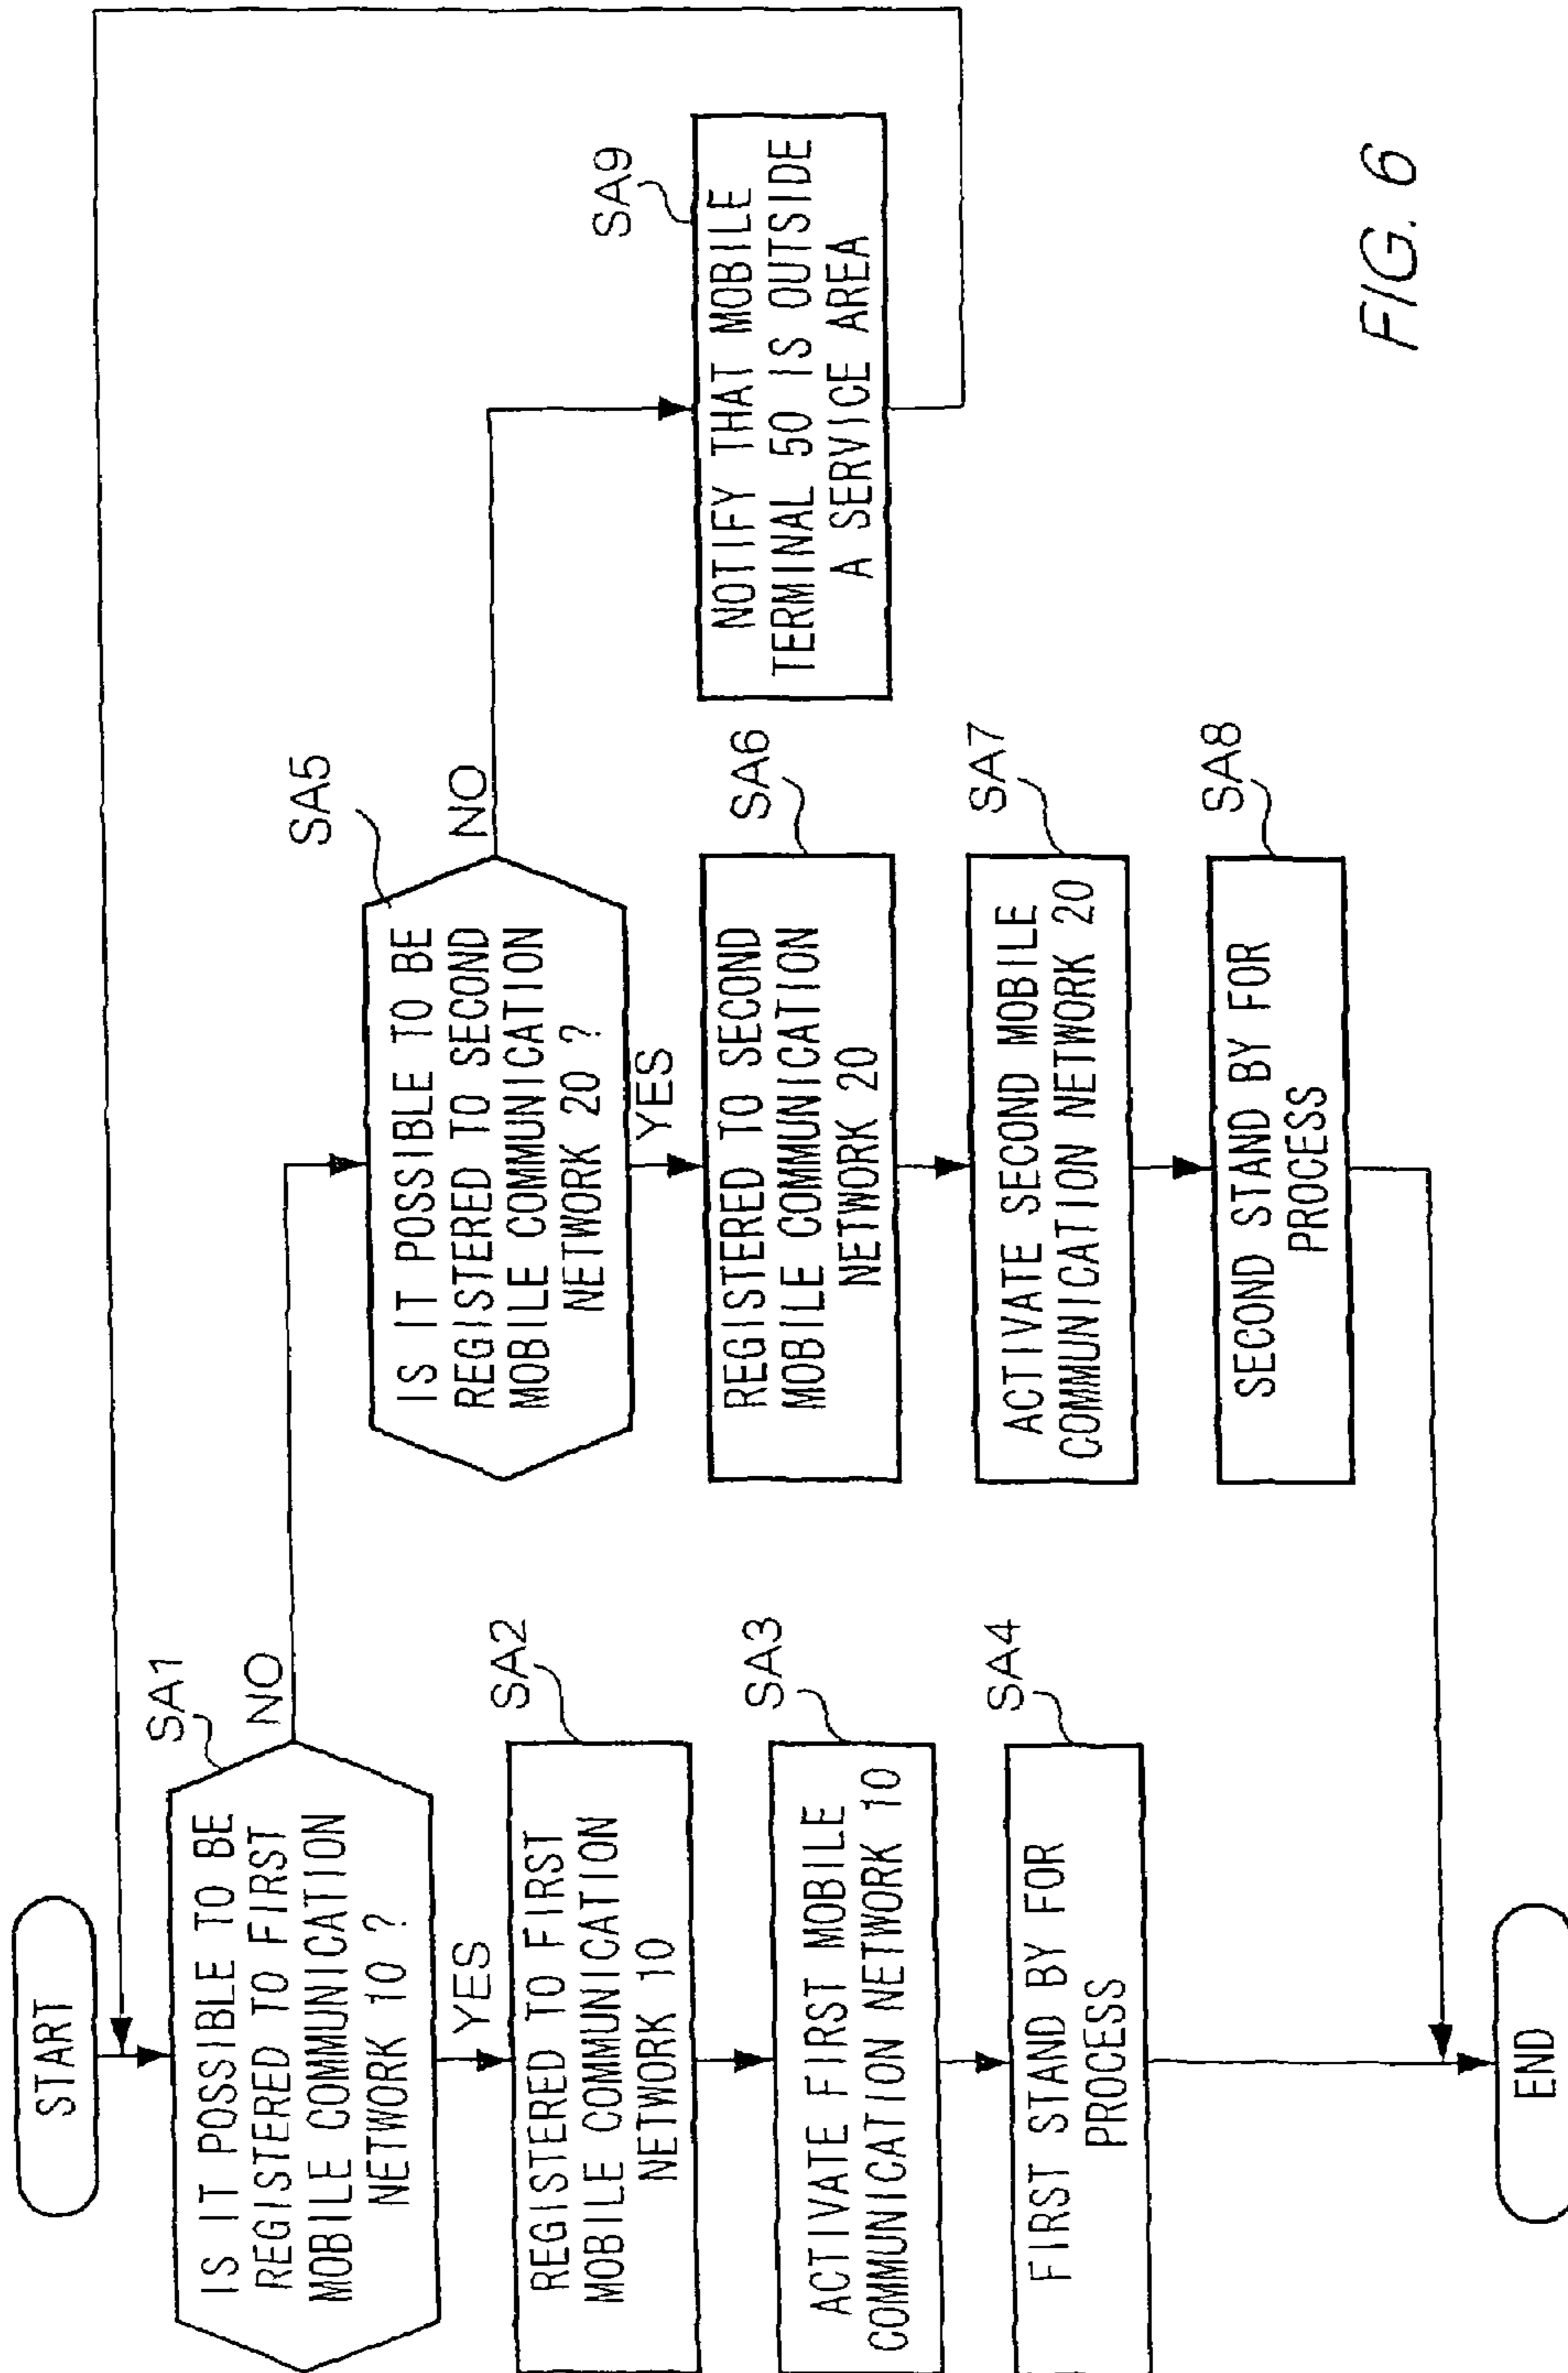 START
SA1
IS IT POSSIBLE TO BE
REGISTERED TO FIRST
MOBILE COMMUNICATION
NETWORK 10 ?
NO
YES
SA2
REGISTERED TO FIRST
MOBILE COMMUNICATION
NETWORK 10
SA3
ACTIVATE FIRST MOBILE
COMMUNICATION NETWORK 10
SA4
FIRST STAND BY FOR
PROCESS
END
SA5
IS IT POSSIBLE TO BE
REGISTERED TO SECOND
MOBILE COMMUNICATION
NETWORK 20 ?
NO
YES
SA6
REGISTERED TO SECOND
MOBILE COMMUNICATION
NETWORK 20
SA7
ACTIVATE SECOND MOBILE
COMMUNICATION NETWORK 20
SA8
SECOND STAND BY FOR
PROCESS
SA9
NOTIFY THAT MOBILE
TERMINAL 50 IS OUTSIDE
A SERVICE AREA
FIG. 6